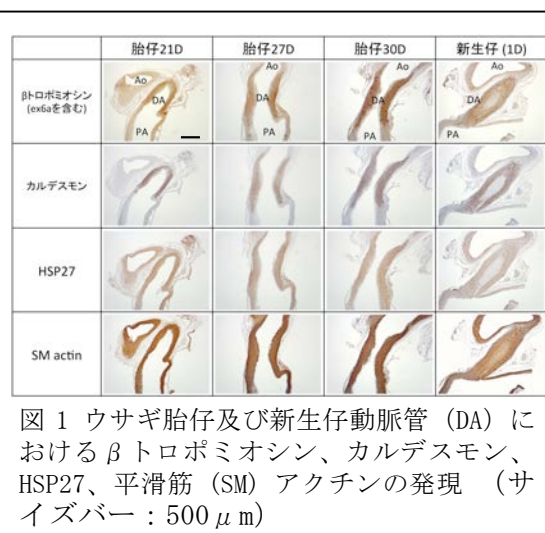 胎仔21D 胎仔27D 胎仔30D 新生仔 (1D)
βトロポミオシン
(ex6aを含む)
Ao DA PA
Ao DA PA
Ao DA PA
Ao DA PA
カルデスモン
HSP27
SM actin
図 1 ウサギ胎仔及び新生仔動脈管 (DA) に
おけるβトロポミオシン、カルデスモン、
HSP27、平滑筋 (SM) アクチンの発現 (サ
イズバー：500μm)